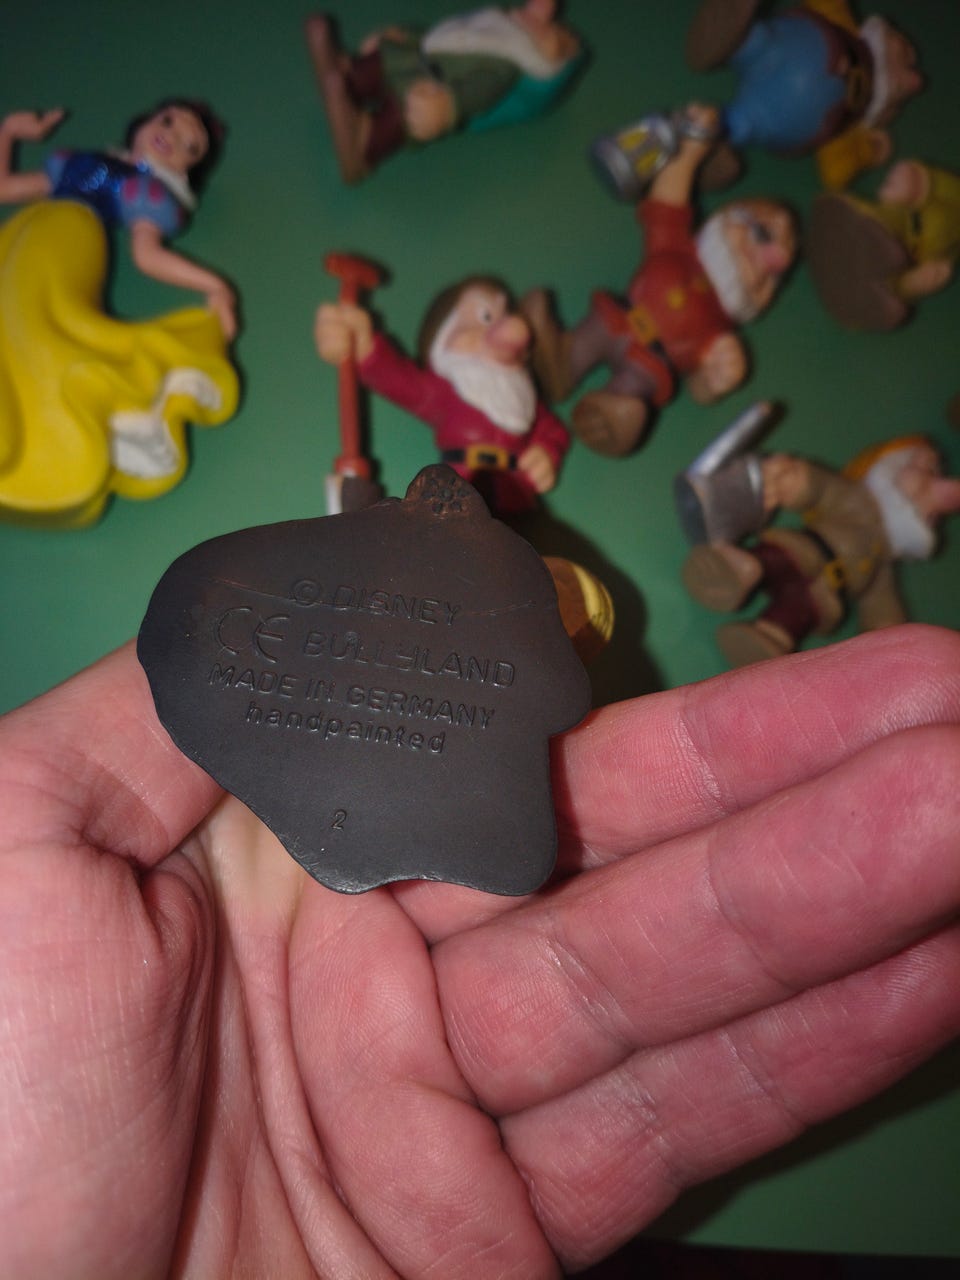 © DISNEY
CE BULLYLAND
MADE IN GERMANY
handpainted
2